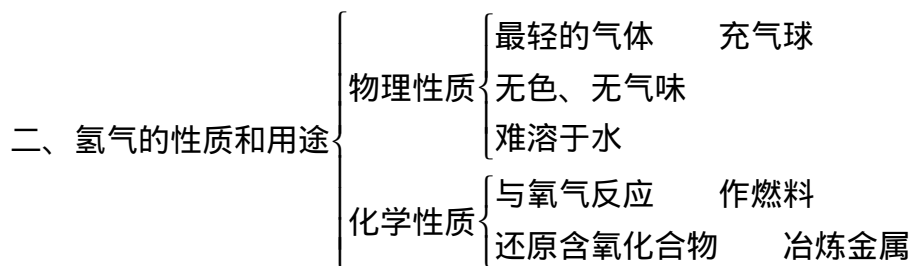 最轻的气体 充气球
物理性质 无色、无气味
难溶于水
二、氢气的性质和用途
与氧气反应 作燃料
化学性质
还原含氧化合物 冶炼金属